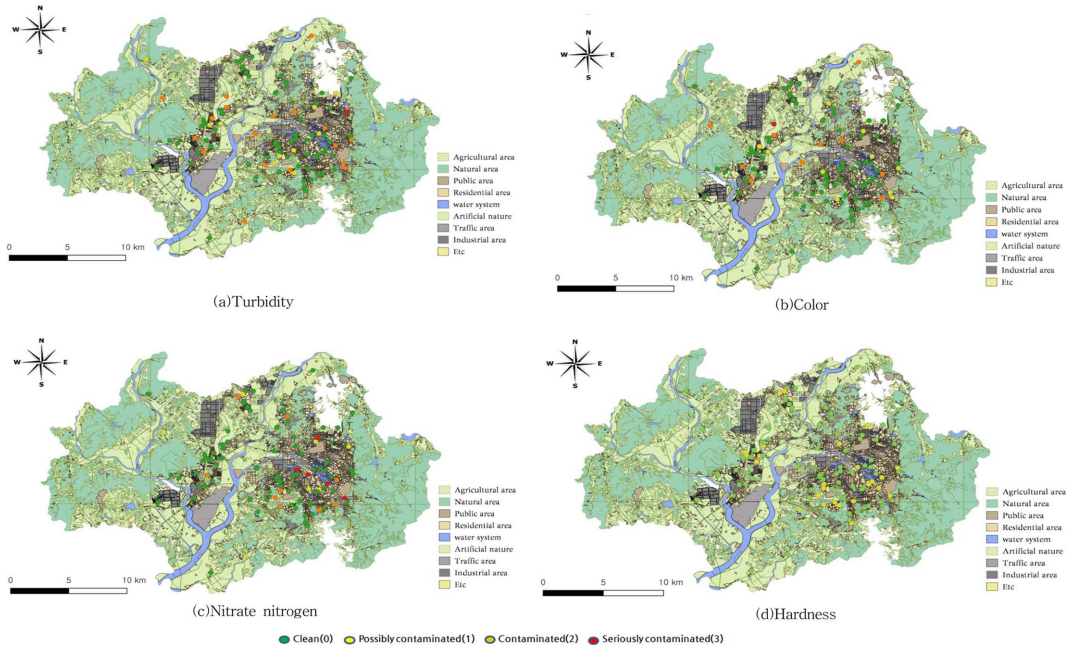 N
W E
S
Agricultural area
Natural area
Public area
Residential area
water system
Artificial nature
Traffic area
Industrial area
Etc
0 5 10 km
(a)Turbidity
N
W E
S
Agricultural area
Natural area
Public area
Residential area
water system
Artificial nature
Traffic area
Industrial area
Etc
0 5 10 km
(b)Color
N
W E
S
Agricultural area
Natural area
Public area
Residential area
water system
Artificial nature
Traffic area
Industrial area
Etc
0 5 10 km
(c)Nitrate nitrogen
N
W E
S
Agricultural area
Natural area
Public area
Residential area
water system
Artificial nature
Traffic area
Industrial area
Etc
0 5 10 km
(d)Hardness
Clean(0) Possibly contaminated(1) Contaminated(2) Seriously contaminated(3)